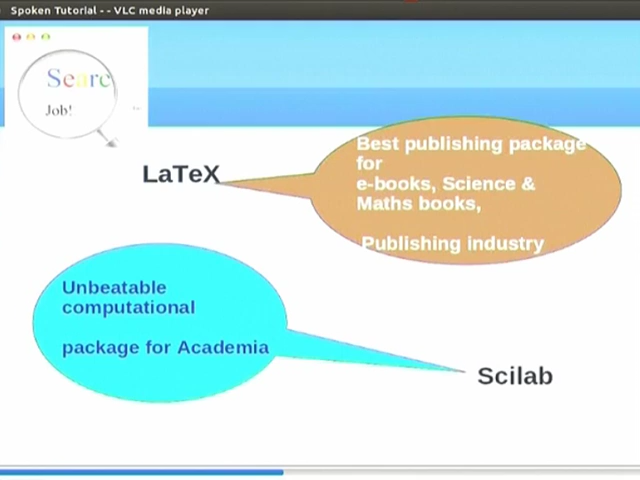 Spoken Tutorial - - VLC media player
Searc
Job!
LaTeX
Best publishing package
for
e-books, Science &
Maths books,
Publishing industry
Unbeatable
computational
package for Academia
Scilab